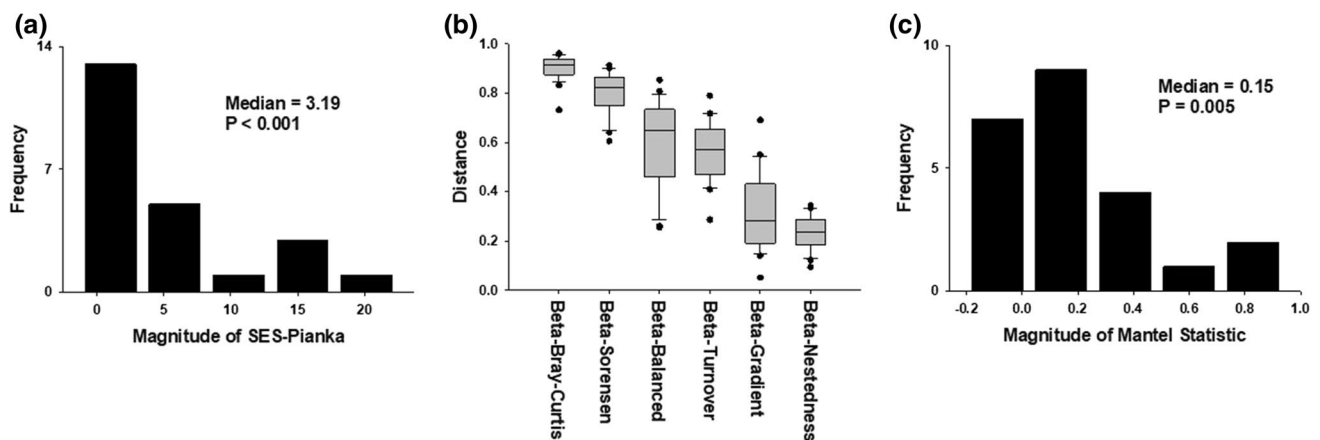 (a)
14
7
0
Frequency
Median = 3.19
P < 0.001
0 5 10 15 20
Magnitude of SES-Pianka
(b)
1.0
0.8
0.6
0.4
0.2
0.0
Distance
Beta-Bray-Curtis
Beta-Sorensen
Beta-Balanced
Beta-Turnover
Beta-Gradient
Beta-Nestedness
(c)
10
5
0
Frequency
Median = 0.15
P = 0.005
-0.2 0.0 0.2 0.4 0.6 0.8 1.0
Magnitude of Mantel Statistic